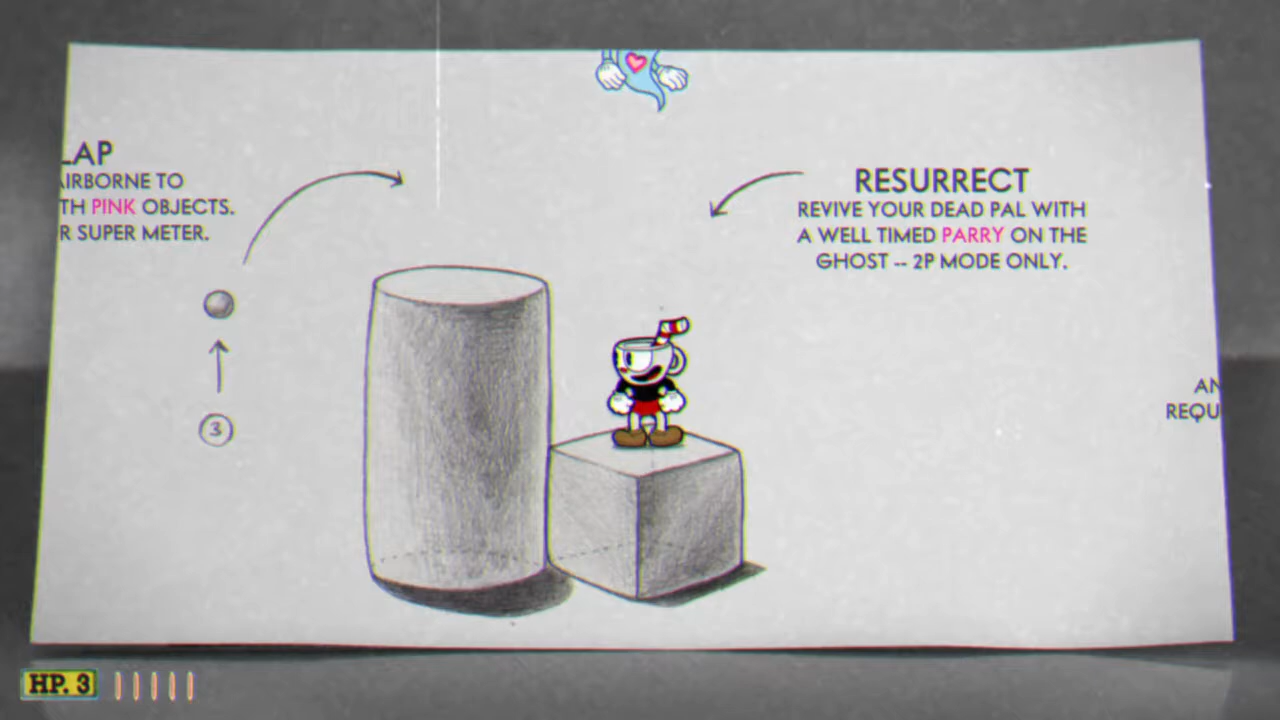 LAP
AIRBORNE TO
TH PINK OBJECTS.
R SUPER METER.
3
RESURRECT
REVIVE YOUR DEAD PAL WITH
A WELL TIMED PARRY ON THE
GHOST -- 2P MODE ONLY.
AN
REQU
HP. 3